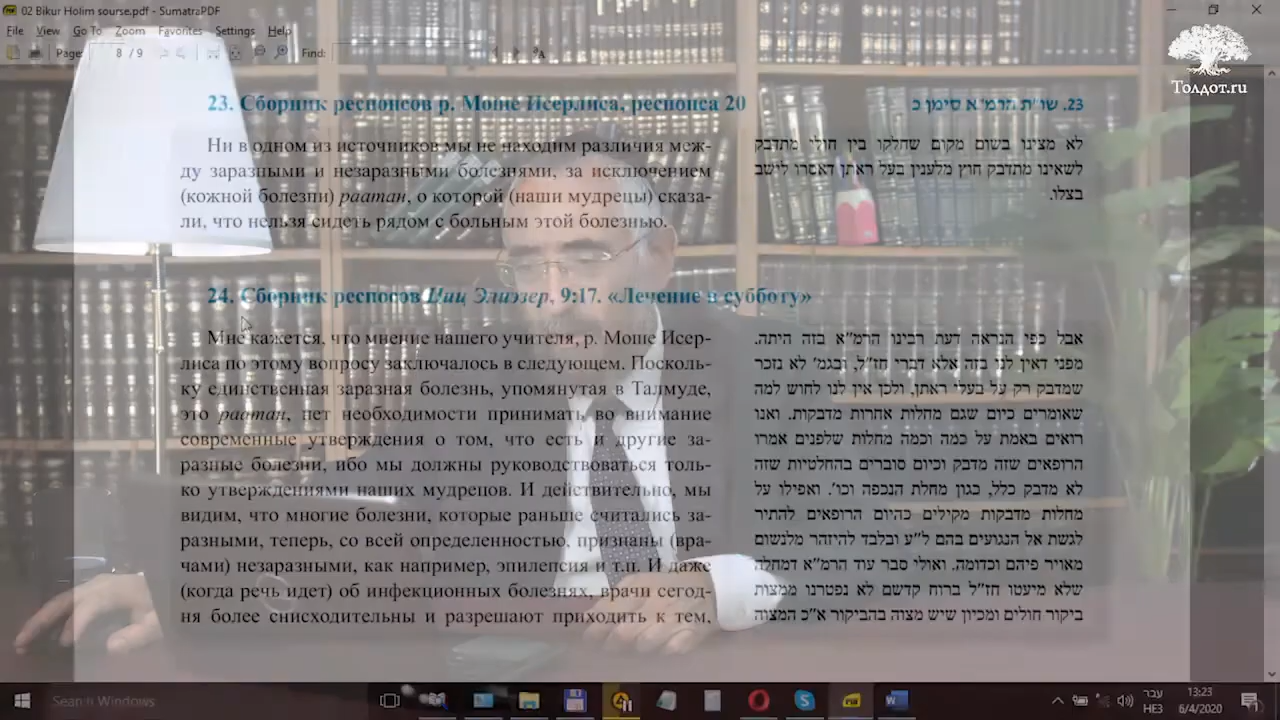 02 Bikur Holim sourse.pdf - SumatraPDF
File View Go To Zoom Favorites Settings Help
Page: 8 / 9 Find:
Толдот.ru
23. Сборник респонсов р. Моше Исерлиса, респонса 20
Ни в одном из источников мы не находим различия меж-
ду заразными и незаразными болезнями, за исключением
(кожной болезни) раатан, о которой (наши мудрецы) сказа-
ли, что нельзя сидеть рядом с больным этой болезнью.
23. שו״ת הרמ״א סימן כ
לא מצינו בשום מקום שחלקו בין חולי מתדבק
לשאינו מתדבק חוץ מלענין בעל ראתן דאסרו לישב
בצלו.
24. Сборник респосов Циц Элиэзер, 9:17. «Лечение в субботу»
Мне кажется, что мнение нашего учителя, р. Моше Исер-
лиса по этому вопросу заключалось в следующем. Посколь-
ку единственная заразная болезнь, упомянутая в Талмуде,
это раатан, нет необходимости принимать во внимание
современные утверждения о том, что есть и другие за-
разные болезни, ибо мы должны руководствоваться толь-
ко утверждениями наших мудрецов. И действительно, мы
видим, что многие болезни, которые раньше считались за-
разными, теперь, со всей определенностью, признаны (вра-
чами) незаразными, как например, эпилепсия и т.п. И даже
(когда речь идет) об инфекционных болезнях, врачи сегод-
ня более снисходительны и разрешают приходить к тем,
אבל כפי הנראה דעת רבינו הרמ״א בזה היתה.
מפני דאין לנו בזה אלא דברי חז״ל, ובגמ׳ לא נזכר
שמדבק רק על בעלי ראתן, ולכן אין לנו לחוש למה
שאומרים כיום שגם מחלות אחרות מדבקות. ואנו
רואים באמת על כמה וכמה מחלות שלפנים אמרו
הרופאים שזה מדבק וכיום סוברים בהחלטיות שזה
לא מדבק כלל, כגון מחלת הנכפה וכו׳. ואפילו על
מחלות מדבקות מקילים כהיום הרופאים להתיר
לגשת אל הנגועים בהם ל״ע ובלבד להיזהר מלנשום
מאויר פיהם וכדומה. ואולי סבר עוד הרמ״א דמחלה
שלא מיעטו חז״ל ברוח קדשם לא נפטרנו ממצות
ביקור חולים ומכיון שיש מצוה בהביקור א״כ המצוה
Search Windows
עבר
HE3
13:23
6/4/2020